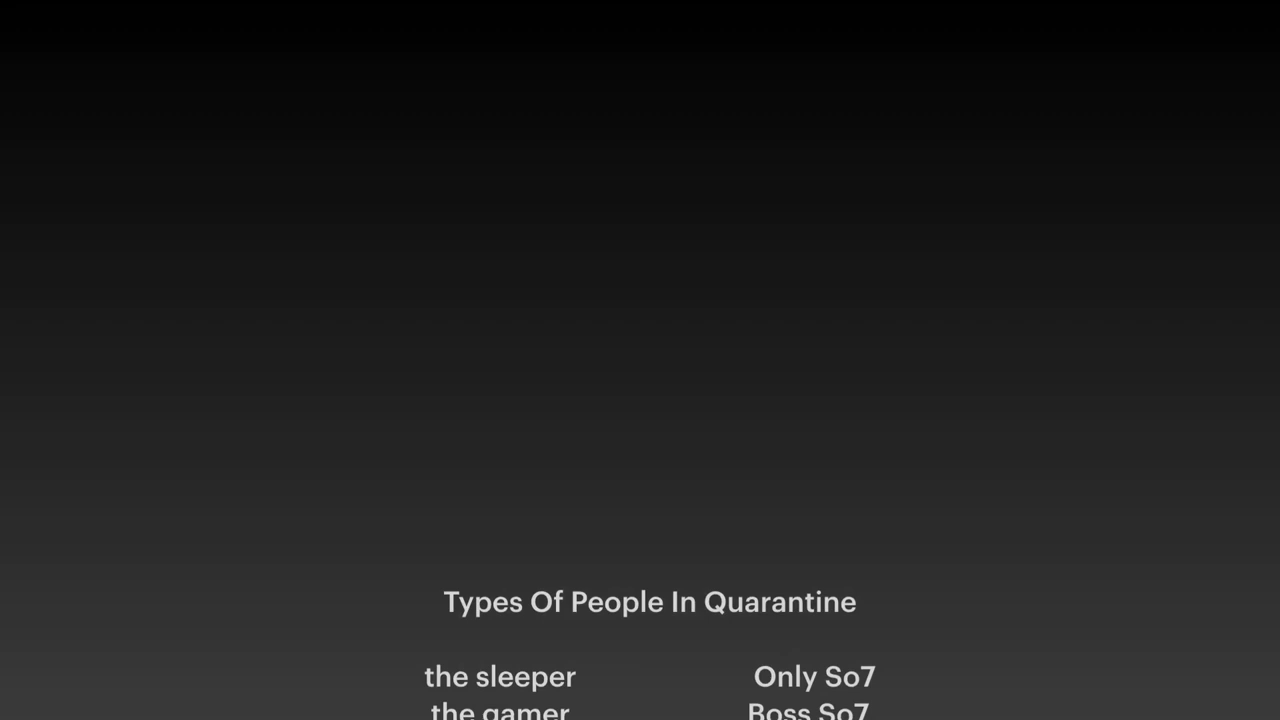 Types Of People In Quarantine
the sleeper Only So7
the gamer Boss So7